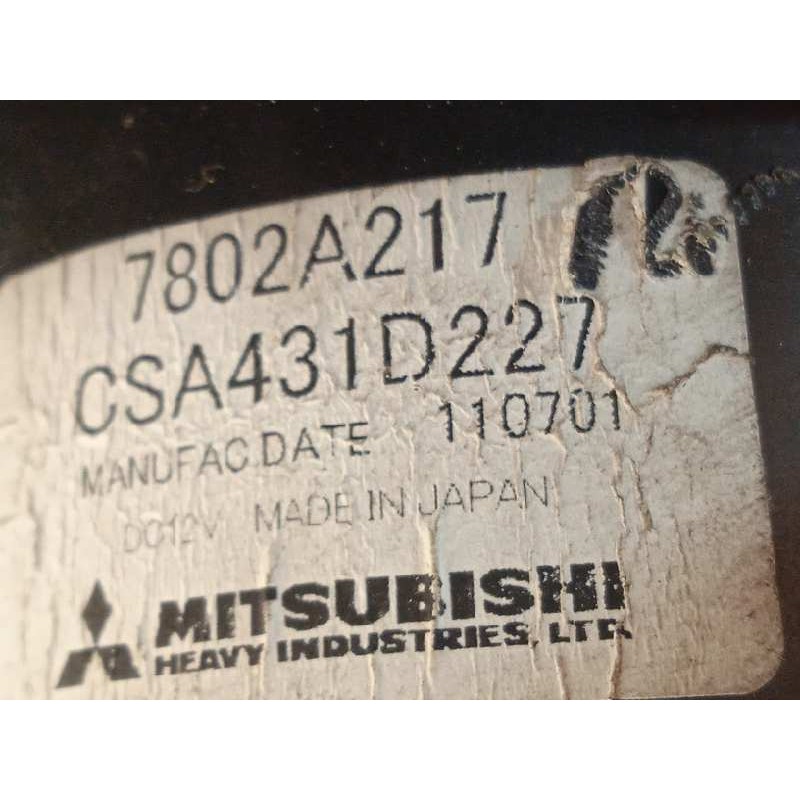 7802A217
CSA431D227
MANUFAC.DATE 110701
DC12V MADE IN JAPAN
MITSUBISHI
HEAVY INDUSTRIES, LTD.